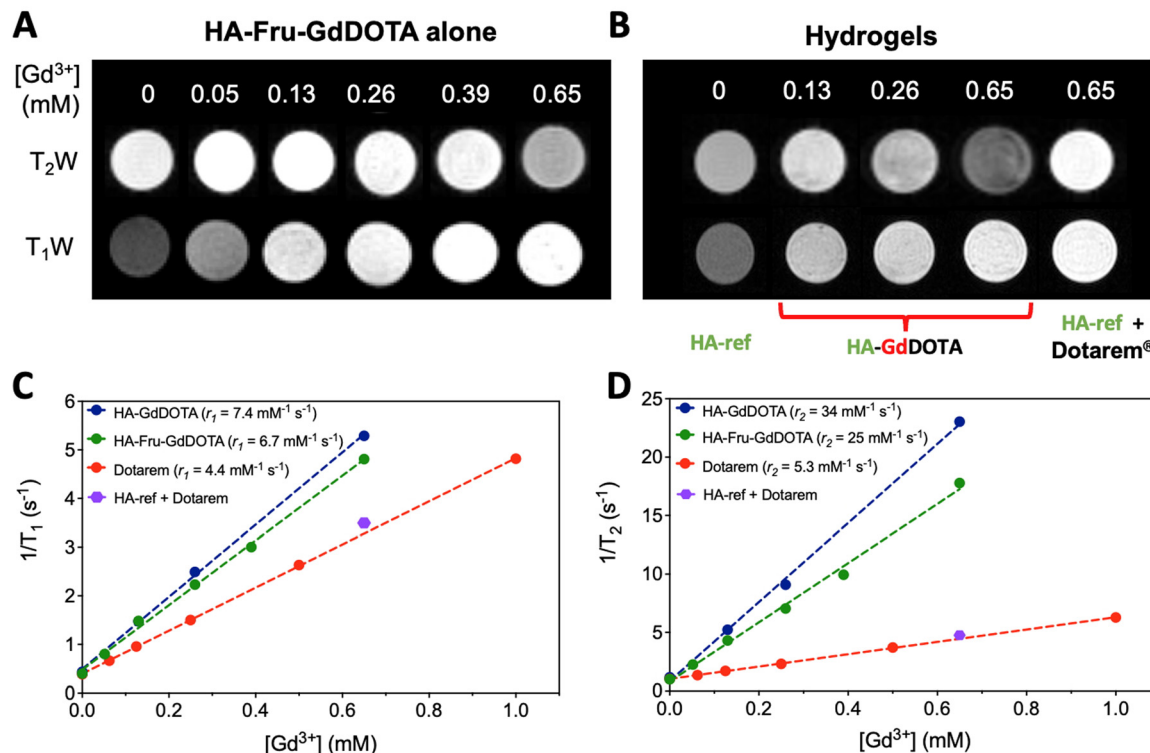 A
HA-Fru-GdDOTA alone
[Gd³⁺]
(mM)
0 0.05 0.13 0.26 0.39 0.65
T₂W
T₁W
B
Hydrogels
0 0.13 0.26 0.65 0.65
HA-ref
HA-GdDOTA
HA-ref +
Dotarem®
C
6
5
4
3
2
1
0
1/T₁ (s⁻¹)
HA-GdDOTA (r₁ = 7.4 mM⁻¹ s⁻¹)
HA-Fru-GdDOTA (r₁ = 6.7 mM⁻¹ s⁻¹)
Dotarem (r₁ = 4.4 mM⁻¹ s⁻¹)
HA-ref + Dotarem
0.0 0.2 0.4 0.6 0.8 1.0
[Gd³⁺] (mM)
D
25
20
15
10
5
0
1/T₂ (s⁻¹)
HA-GdDOTA (r₂ = 34 mM⁻¹ s⁻¹)
HA-Fru-GdDOTA (r₂ = 25 mM⁻¹ s⁻¹)
Dotarem (r₂ = 5.3 mM⁻¹ s⁻¹)
HA-ref + Dotarem
0.0 0.2 0.4 0.6 0.8 1.0
[Gd³⁺] (mM)